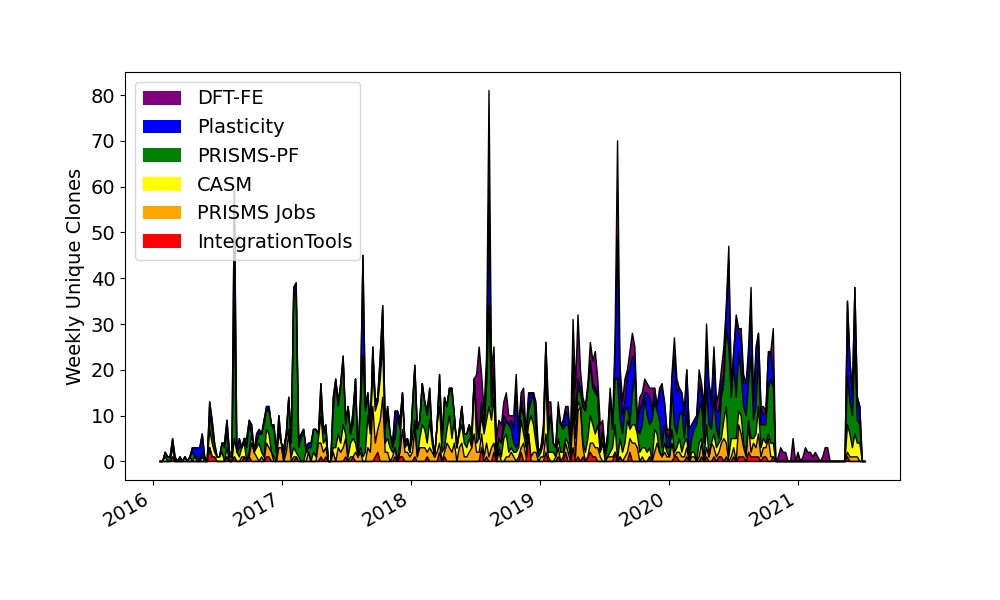 80
70
60
50
40
30
20
10
0
Weekly Unique Clones
DFT-FE
Plasticity
PRISMS-PF
CASM
PRISMS Jobs
IntegrationTools
2016
2017
2018
2019
2020
2021